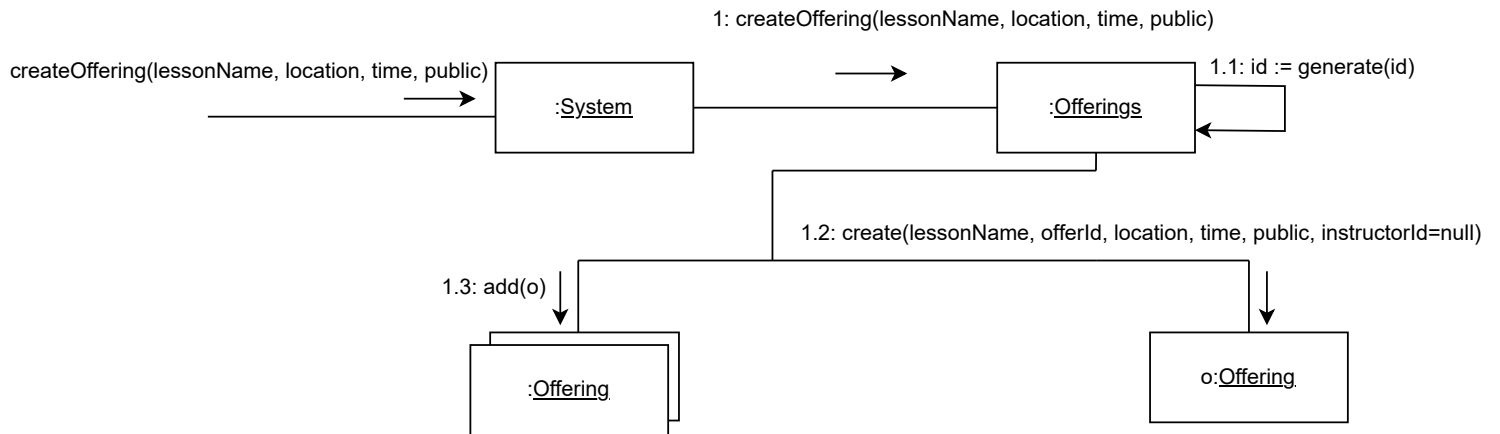 1: createOffering(lessonName, location, time, public)
createOffering(lessonName, location, time, public)
1.1: id := generate(id)
:System
:Offerings
1.2: create(lessonName, offerId, location, time, public, instructorId=null)
1.3: add(o)
:Offering
o:Offering